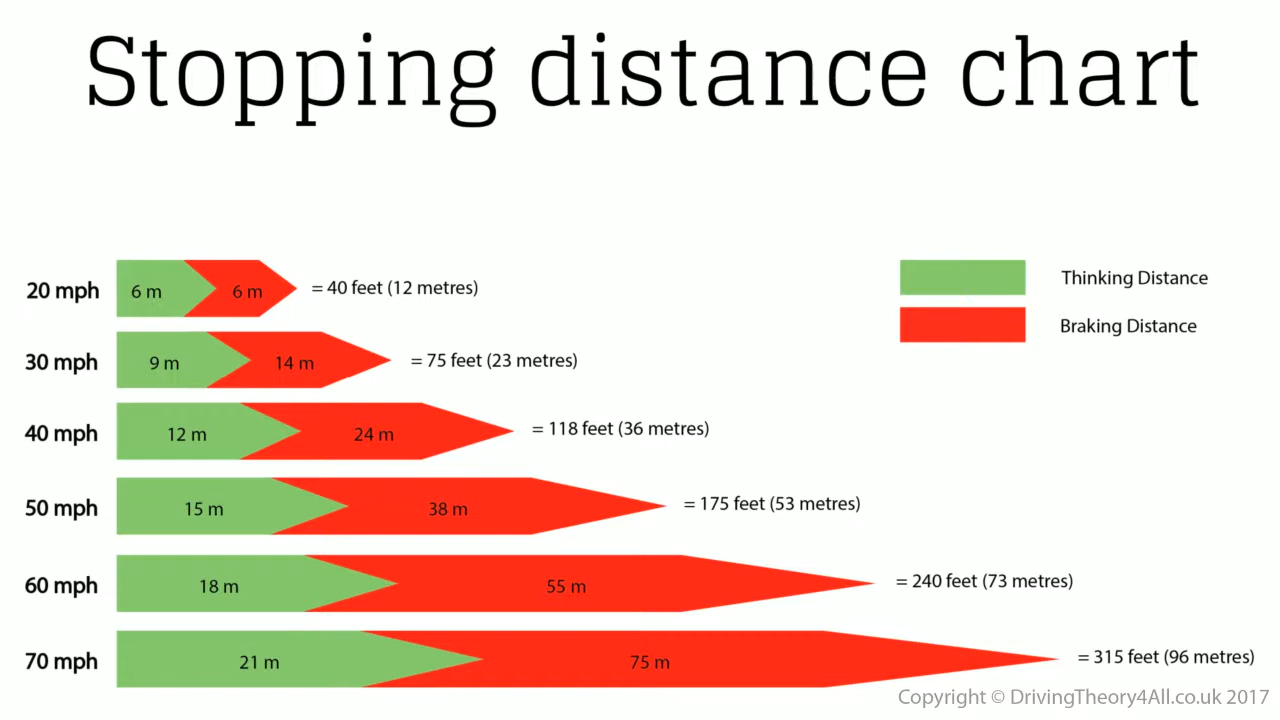 Stopping distance chart
20 mph 6 m 6 m = 40 feet (12 metres)
Thinking Distance
Braking Distance
30 mph 9 m 14 m = 75 feet (23 metres)
40 mph 12 m 24 m = 118 feet (36 metres)
50 mph 15 m 38 m = 175 feet (53 metres)
60 mph 18 m 55 m = 240 feet (73 metres)
70 mph 21 m 75 m = 315 feet (96 metres)
Copyright © DrivingTheory4All.co.uk 2017